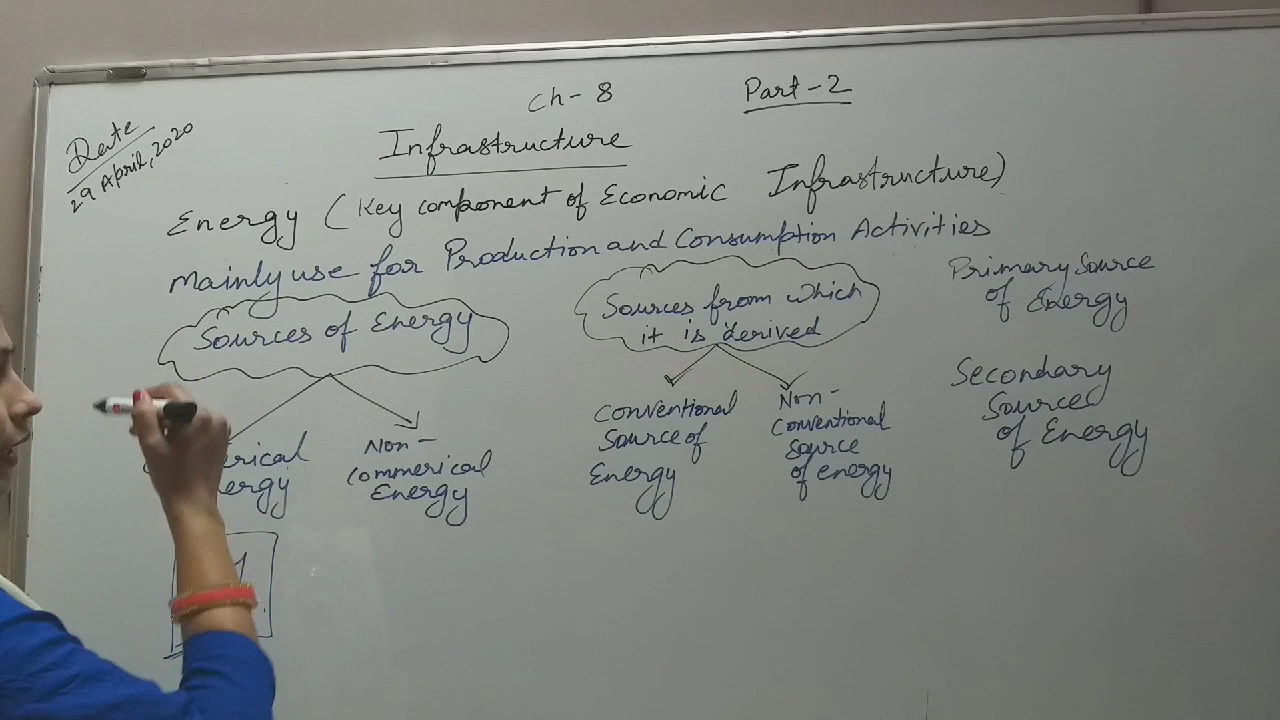 Ch- 8
Part-2
Date
29 April, 2020
Infrastructure
Energy (Key component of Economic Infrastructure)
Mainly use for Production and Consumption Activities
Sources of Energy
Non-
Commerical
Energy
Sources from which
it is derived
Conventional
Source of
Energy
Non-
Conventional
Source
of energy
Primary Source
of Energy
Secondary
Source
of Energy